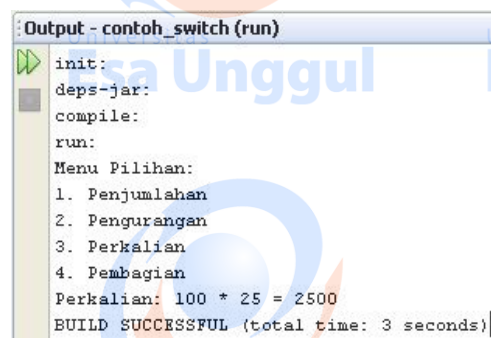 Output - contoh_switch (run)
Universitas
Esa Unggul
init:
deps-jar:
compile:
run:
Menu Pilihan:
1. Penjumlahan
2. Pengurangan
3. Perkalian
4. Pembagian
Perkalian: 100 * 25 = 2500
BUILD SUCCESSFUL (total time: 3 seconds)